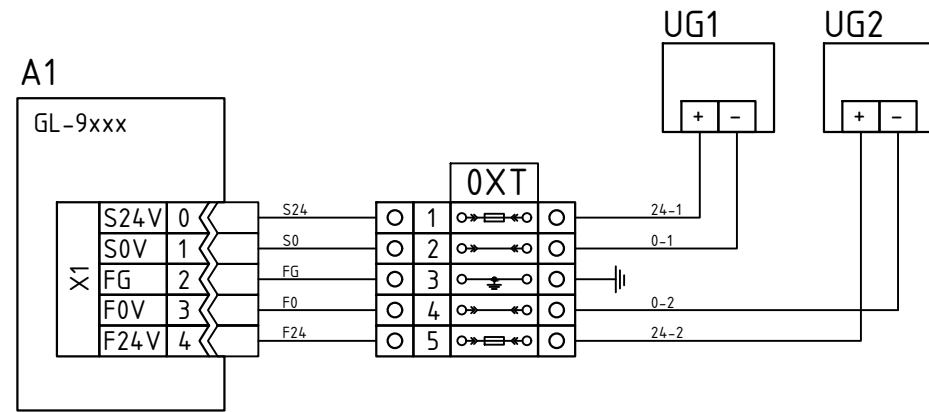 UG1 UG2
A1
GL-9xxx
+ - + -
0XT
X1
S24V 0 S24 1 24-1
S0V 1 S0 2 0-1
FG 2 FG 3
F0V 3 F0 4 0-2
F24V 4 F24 5 24-2